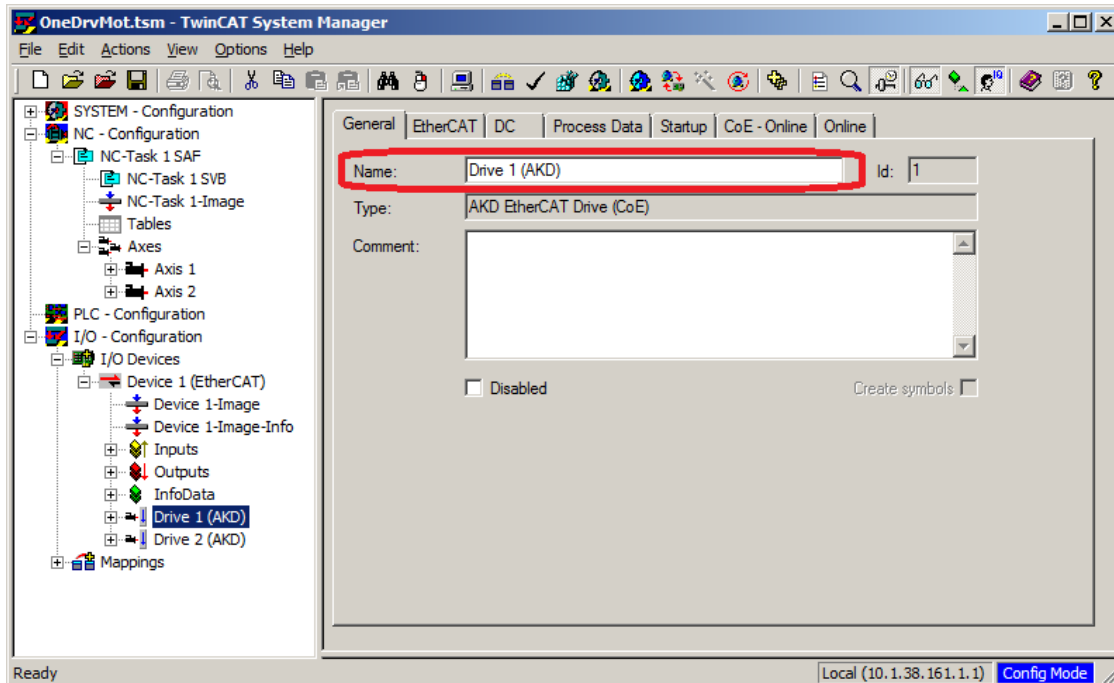 OneDrvMot.tsm - TwinCAT System Manager
File Edit Actions View Options Help
SYSTEM - Configuration
NC - Configuration
NC-Task 1 SAF
NC-Task 1 SVB
NC-Task 1-Image
Tables
Axes
Axis 1
Axis 2
PLC - Configuration
I/O - Configuration
I/O Devices
Device 1 (EtherCAT)
Device 1-Image
Device 1-Image-Info
Inputs
Outputs
InfoData
Drive 1 (AKD)
Drive 2 (AKD)
Mappings
General EtherCAT DC Process Data Startup CoE - Online Online
Name: Drive 1 (AKD) Id: 1
Type: AKD EtherCAT Drive (CoE)
Comment:
Disabled Create symbols
Ready Local (10.1.38.161.1.1) Config Mode